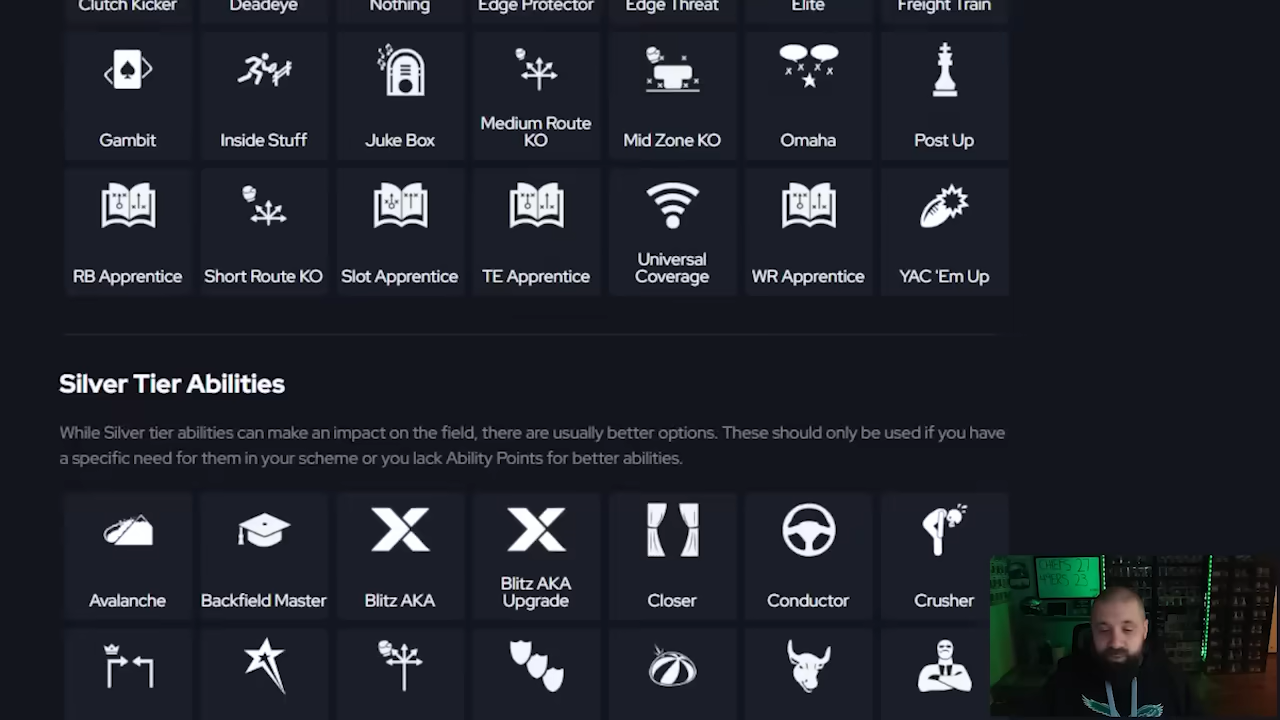 Clutch Kicker
Deadeye
Nothing
Edge Protector
Edge Threat
Elite
Freight Train
Gambit
Inside Stuff
Juke Box
Medium Route
KO
Mid Zone KO
Omaha
Post Up
RB Apprentice
Short Route KO
Slot Apprentice
TE Apprentice
Universal
Coverage
WR Apprentice
YAC 'Em Up
Silver Tier Abilities
While Silver tier abilities can make an impact on the field, there are usually better options. These should only be used if you have
a specific need for them in your scheme or you lack Ability Points for better abilities.
Avalanche
Backfield Master
Blitz AKA
Blitz AKA
Upgrade
Closer
Conductor
Crusher
CHIEFS 27
49ERS 23